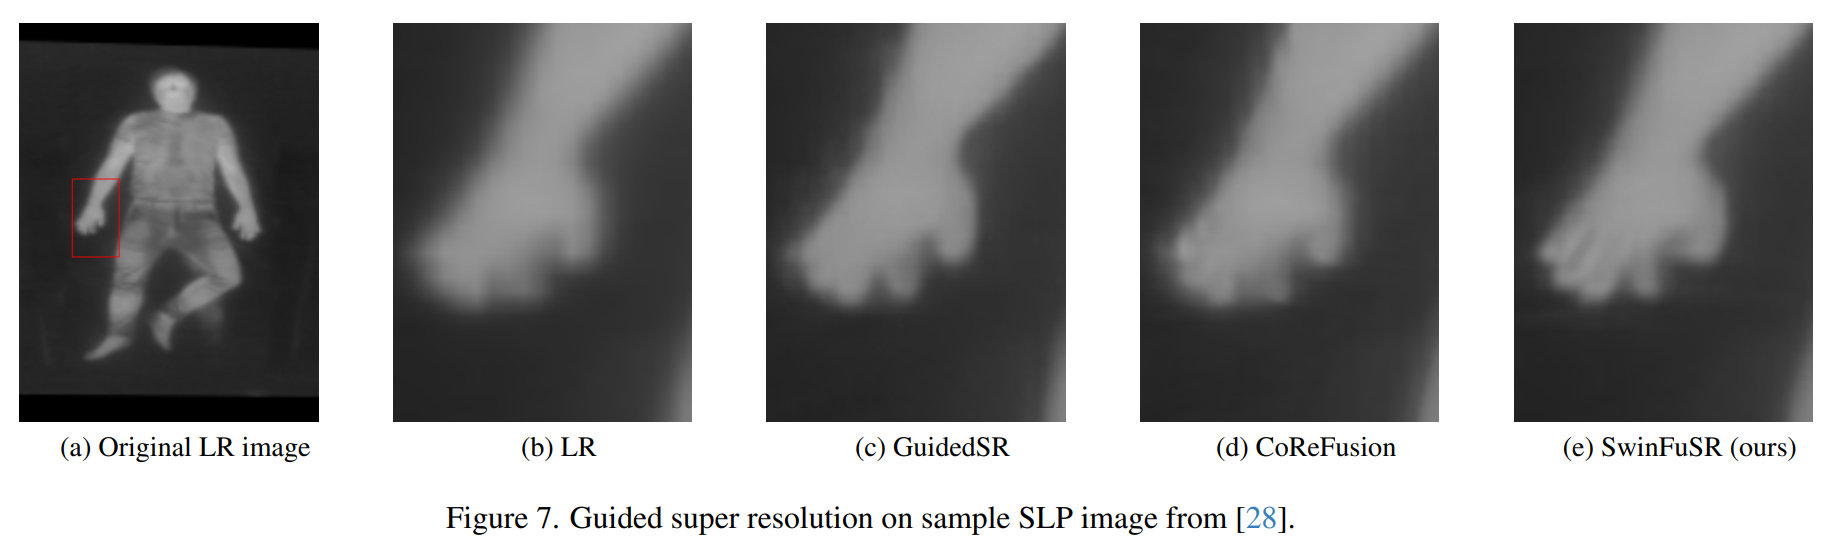 (a) Original LR image
(b) LR
(c) GuidedSR
(d) CoReFusion
(e) SwinFuSR (ours)
Figure 7. Guided super resolution on sample SLP image from [28].